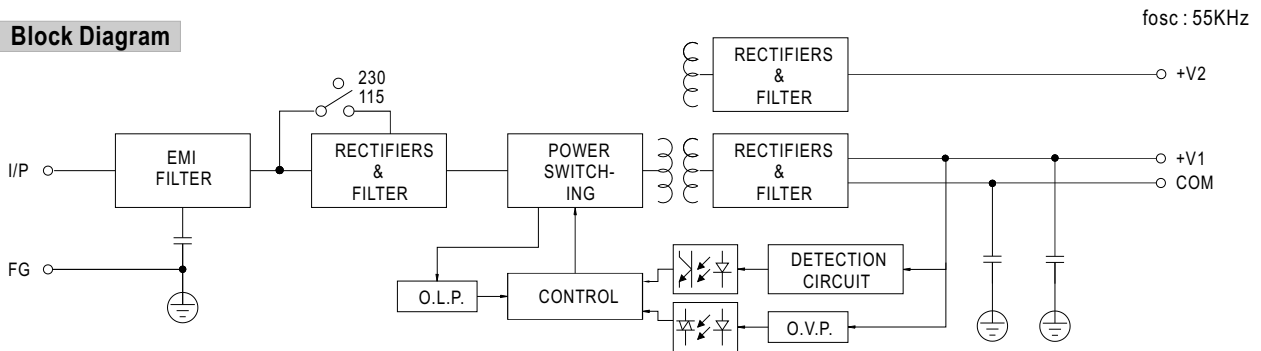 Block Diagram
fosc : 55KHz
RECTIFIERS
&
FILTER
+V2
230
115
I/P
EMI
FILTER
RECTIFIERS
&
FILTER
POWER
SWITCH-
ING
RECTIFIERS
&
FILTER
+V1
COM
FG
O.L.P.
CONTROL
DETECTION
CIRCUIT
O.V.P.